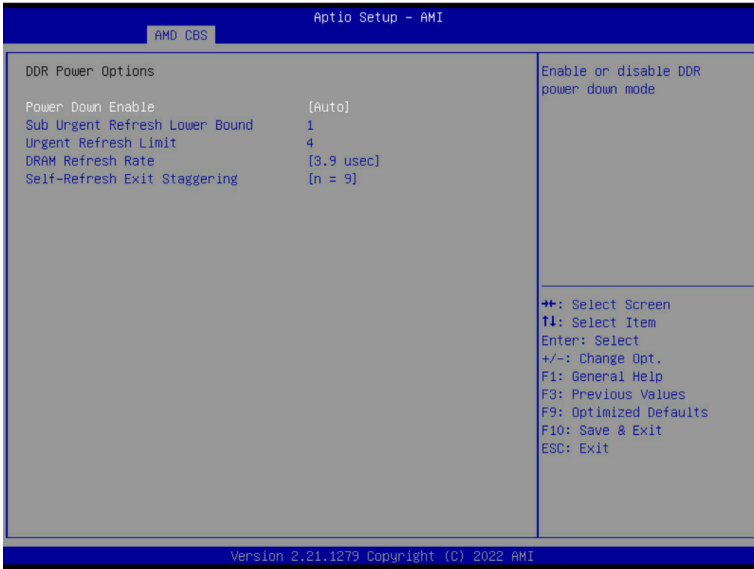 Aptio Setup - AMI
AMD CBS
DDR Power Options
Power Down Enable [Auto]
Sub Urgent Refresh Lower Bound 1
Urgent Refresh Limit 4
DRAM Refresh Rate [3.9 usec]
Self-Refresh Exit Staggering [n = 9]
Enable or disable DDR
power down mode
→←: Select Screen
↑↓: Select Item
Enter: Select
+/-: Change Opt.
F1: General Help
F3: Previous Values
F9: Optimized Defaults
F10: Save & Exit
ESC: Exit
Version 2.21.1279 Copyright (C) 2022 AMI